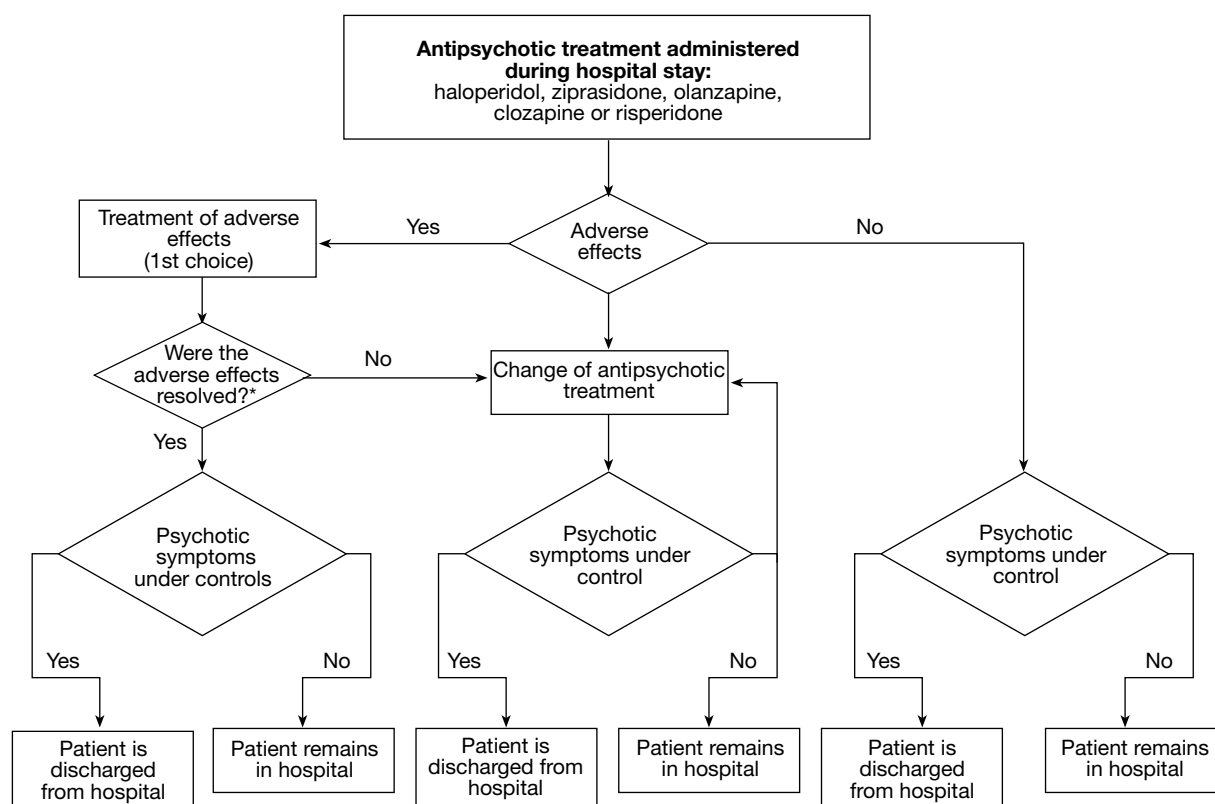 Antipsychotic treatment administered
during hospital stay:
haloperidol, ziprasidone, olanzapine,
clozapine or risperidone
Treatment of adverse
effects
(1st choice)
Yes
Adverse
effects
No
Were the
adverse effects
resolved?*
No
Change of antipsychotic
treatment
Yes
Psychotic
symptoms
under controls
Psychotic
symptoms under
control
Psychotic
symptoms under
control
Yes
No
Yes
No
Yes
No
Patient is
discharged
from hospital
Patient remains
in hospital
Patient is
discharged from
hospital
Patient remains
in hospital
Patient is
discharged
from hospital
Patient remains
in hospital